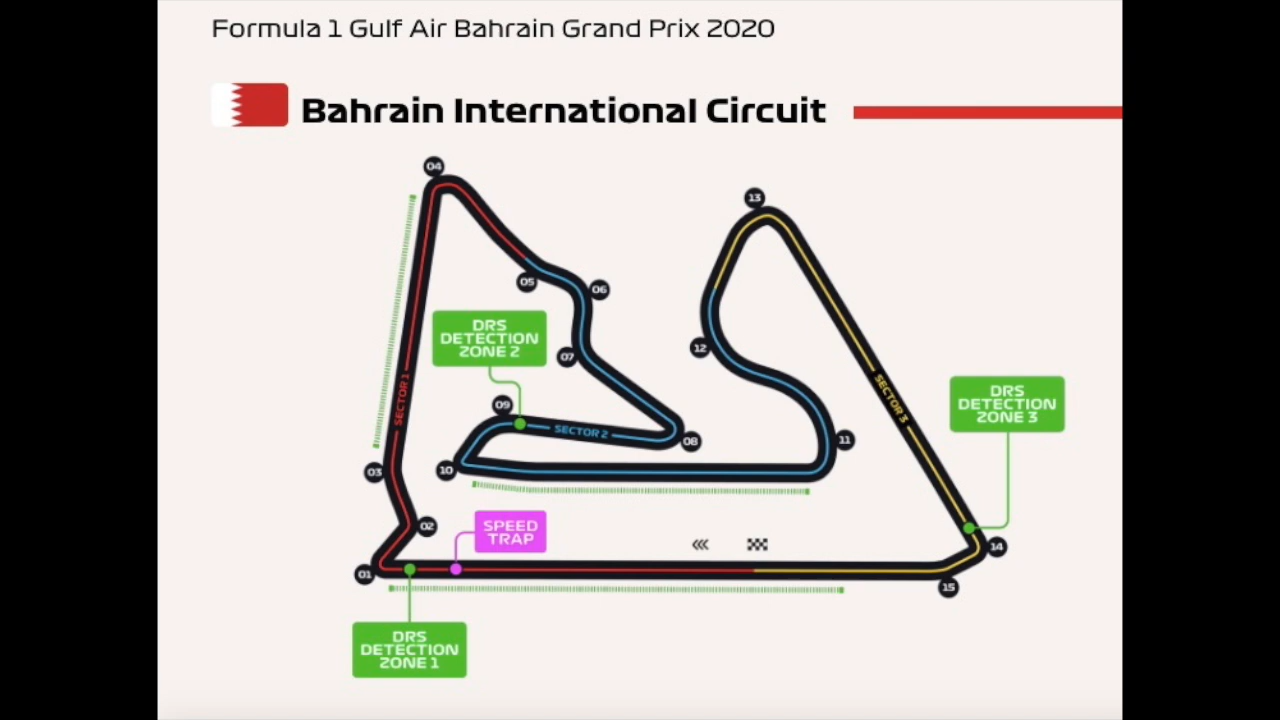 Formula 1 Gulf Air Bahrain Grand Prix 2020
Bahrain International Circuit
04
13
05
06
DRS
DETECTION
ZONE 2
12
07
SECTOR 1
SECTOR 3
DRS
DETECTION
ZONE 3
09
SECTOR 2
08
11
10
03
02
SPEED
TRAP
14
01
15
DRS
DETECTION
ZONE 1